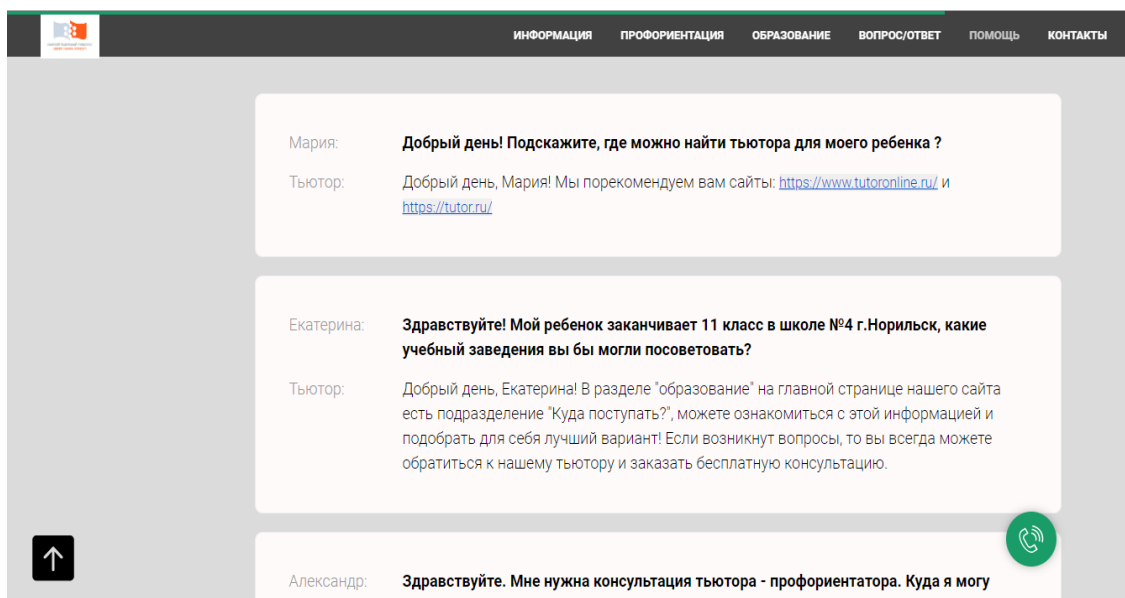 ИНФОРМАЦИЯ ПРОФОРИЕНТАЦИЯ ОБРАЗОВАНИЕ ВОПРОС/ОТВЕТ ПОМОЩЬ КОНТАКТЫ
Мария: Добрый день! Подскажите, где можно найти тьютора для моего ребенка ?
Тьютор: Добрый день, Мария! Мы порекомендуем вам сайты: https://www.tutoronline.ru/ и
https://tutor.ru/
Екатерина: Здравствуйте! Мой ребенок заканчивает 11 класс в школе №4 г.Норильск, какие
учебный заведения вы бы могли посоветовать?
Тьютор: Добрый день, Екатерина! В разделе "образование" на главной странице нашего сайта
есть подразделение "Куда поступать?", можете ознакомиться с этой информацией и
подобрать для себя лучший вариант! Если возникнут вопросы, то вы всегда можете
обратиться к нашему тьютору и заказать бесплатную консультацию.
Александр: Здравствуйте. Мне нужна консультация тьютора - профориентатора. Куда я могу